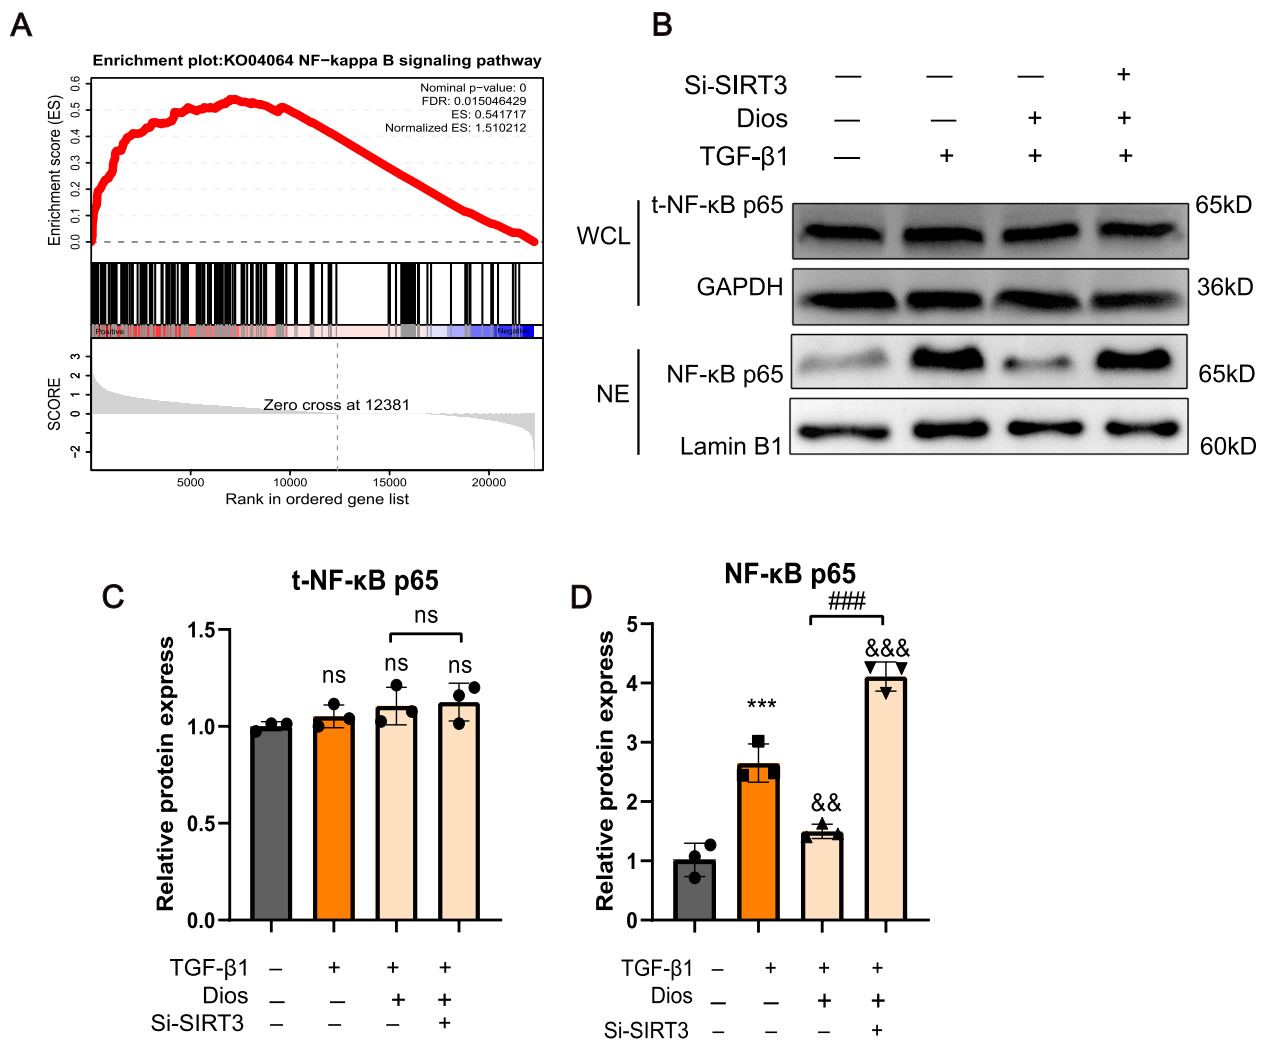 A
Enrichment plot:KO04064 NF−kappa B signaling pathway
Nominal p-value: 0
FDR: 0.015046429
ES: 0.541717
Normalized ES: 1.510212
Enrichment score (ES)
0.6
0.5
0.4
0.3
0.2
0.1
0.0
Positive
Negative
SCORE
3
2
1
0
-2
Zero cross at 12381
5000 10000 15000 20000
Rank in ordered gene list
B
Si-SIRT3 — — — +
Dios — — + +
TGF-β1 — + + +
WCL
t-NF-κB p65 65kD
GAPDH 36kD
NE
NF-κB p65 65kD
Lamin B1 60kD
C
t-NF-κB p65
Relative protein express
1.5
1.0
0.5
0.0
ns
ns ns ns
TGF-β1 – + + +
Dios – – + +
Si-SIRT3 – – – +
D
NF-κB p65
Relative protein express
5
4
3
2
1
0
###
*** && &&&
TGF-β1 – + + +
Dios – – + +
Si-SIRT3 – – – +